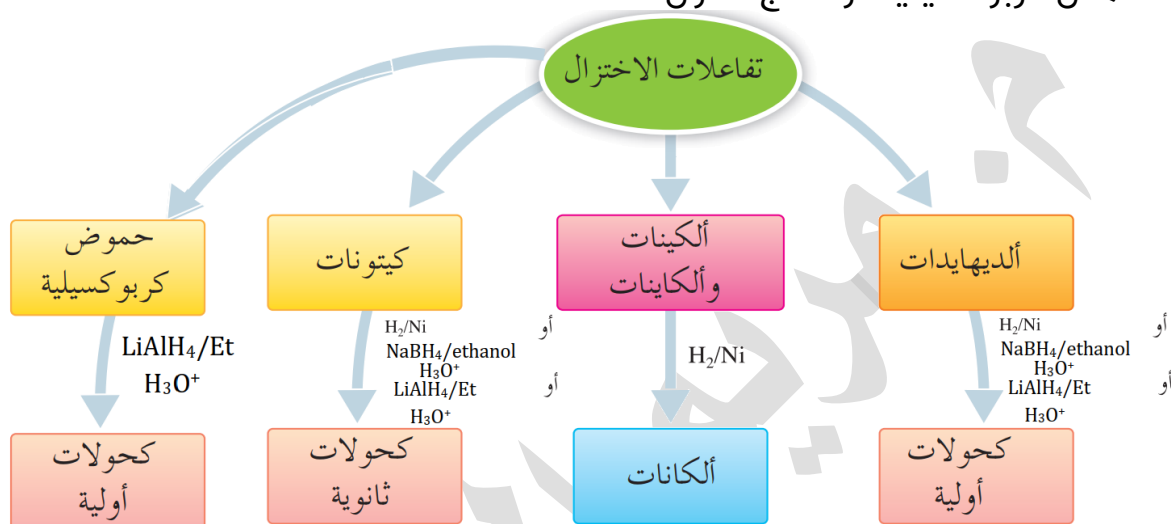 تفاعلات الاختزال
ألديهايدات
ألكينات
وألكاينات
كيتونات
حموض
كربوكسيلية
H₂/Ni أو
NaBH₄/ethanol
H₃O⁺
LiAlH₄/Et أو
H₃O⁺
H₂/Ni
H₂/Ni أو
NaBH₄/ethanol
H₃O⁺
LiAlH₄/Et أو
H₃O⁺
LiAlH₄/Et
H₃O⁺
كحولات
أولية
ألكانات
كحولات
ثانوية
كحولات
أولية